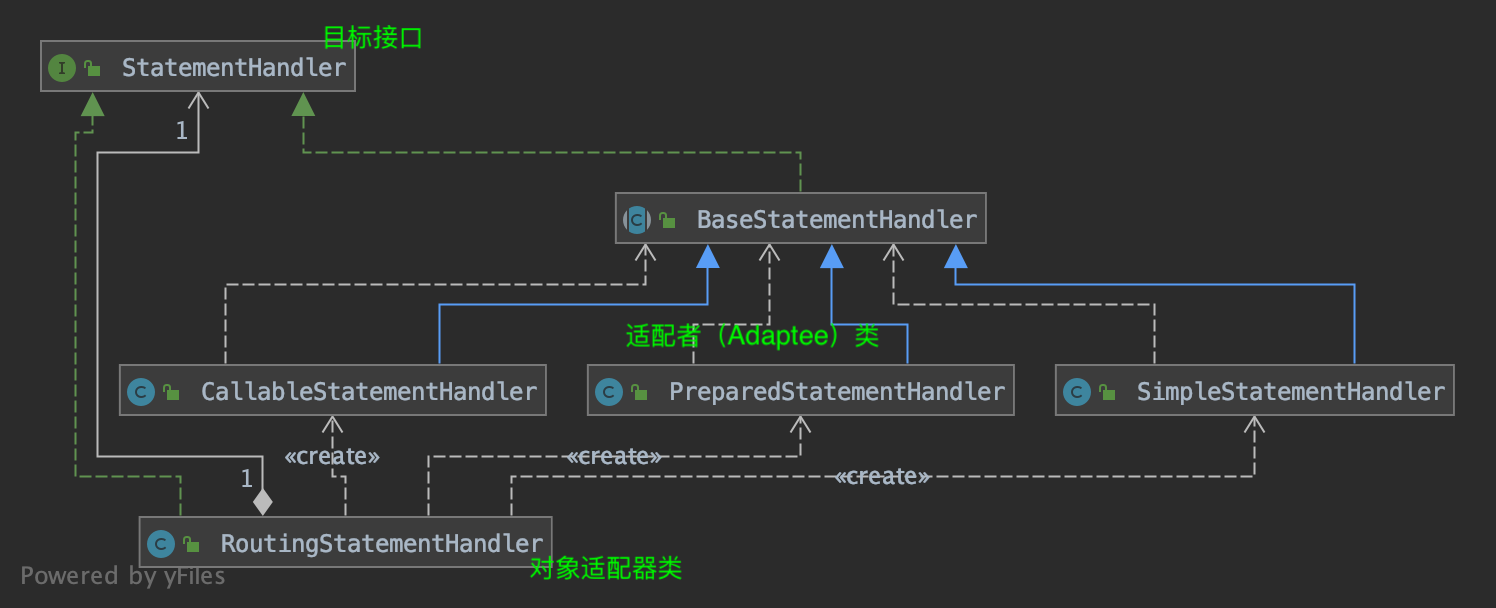 目标接口
I StatementHandler
1
C BaseStatementHandler
适配者（Adaptee）类
C CallableStatementHandler
C PreparedStatementHandler
C SimpleStatementHandler
«create»
«create»
«create»
1
C RoutingStatementHandler
对象适配器类
Powered by yFiles